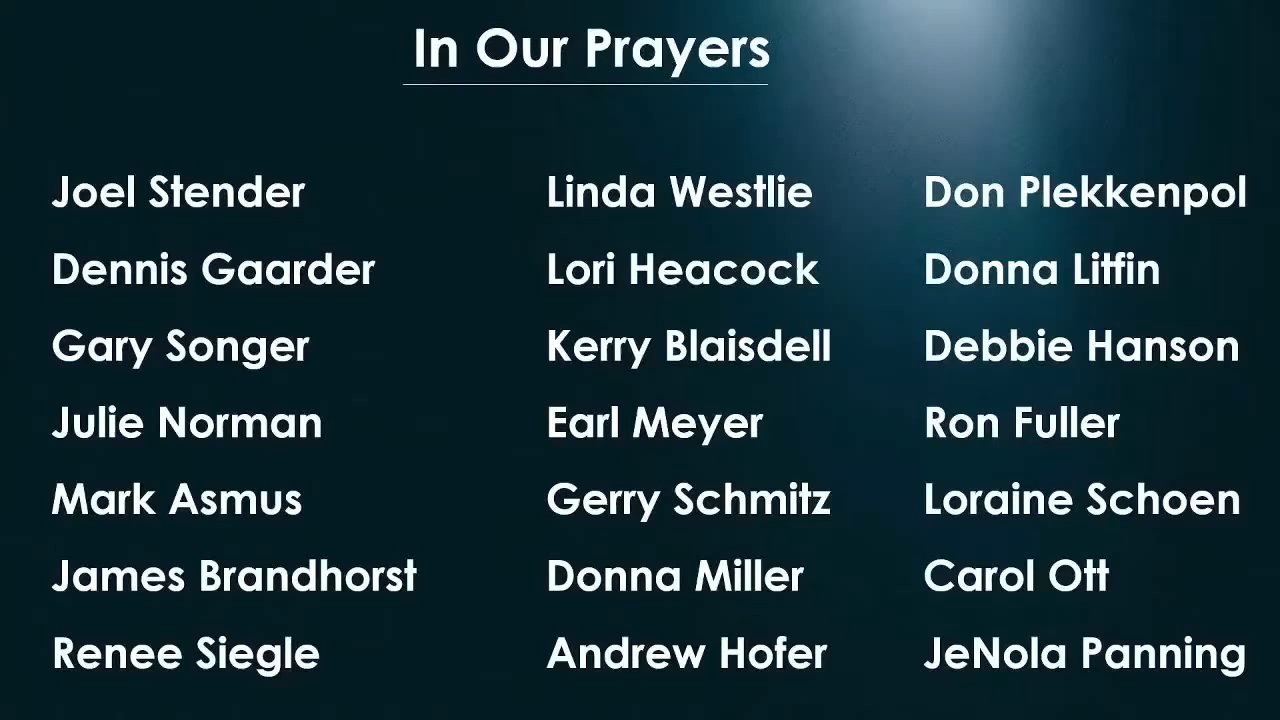 In Our Prayers
Joel Stender
Dennis Gaarder
Gary Songer
Julie Norman
Mark Asmus
James Brandhorst
Renee Siegle
Linda Westlie
Lori Heacock
Kerry Blaisdell
Earl Meyer
Gerry Schmitz
Donna Miller
Andrew Hofer
Don Plekkenpol
Donna Litfin
Debbie Hanson
Ron Fuller
Loraine Schoen
Carol Ott
JeNola Panning